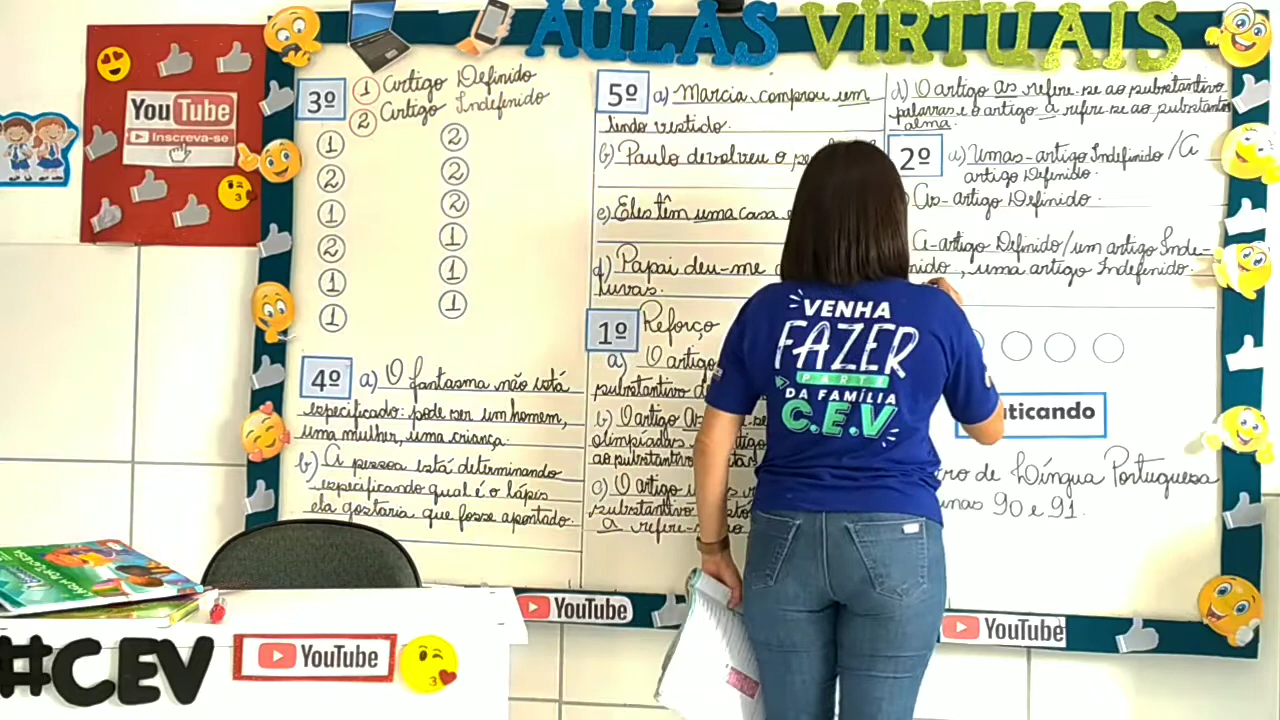 AULAS VIRTUAIS
YouTube
Inscreva-se
3º
1 Artigo Definido
2 Artigo Indefinido
1 2
2 2
1 2
2 1
1 1
1 1
4º a) O fantasma não está
especificado: pode ser um homem,
uma mulher, uma criança.
b) A pessoa está determinando
especificando qual é o lápis
ela gostaria que fosse apontado.
5º a) Marcia comprou um
lindo vestido.
b) Paulo devolveu o
c) Eles têm uma casa
d) Papai deu-me
luvas.
1º Reforço
a) O artigo
substantivo
b) O artigo
olimpíadas
ao substantivo
c) O artigo
substantivo
a refere-
d) O artigo as refere-se ao substantivo
palavras e o artigo a refere-se ao substantivo
alma.
2º a) Umas-artigo Indefinido / A
artigo Definido.
As-artigo Definido.
A-artigo Definido/um artigo Inde-
nido, uma artigo Indefinido.
ticando
de Língua Portuguesa
90 e 91.
VENHA
FAZER
PARTE
DA FAMÍLIA
C.E.V
YouTube
YouTube
#CEV
YouTube